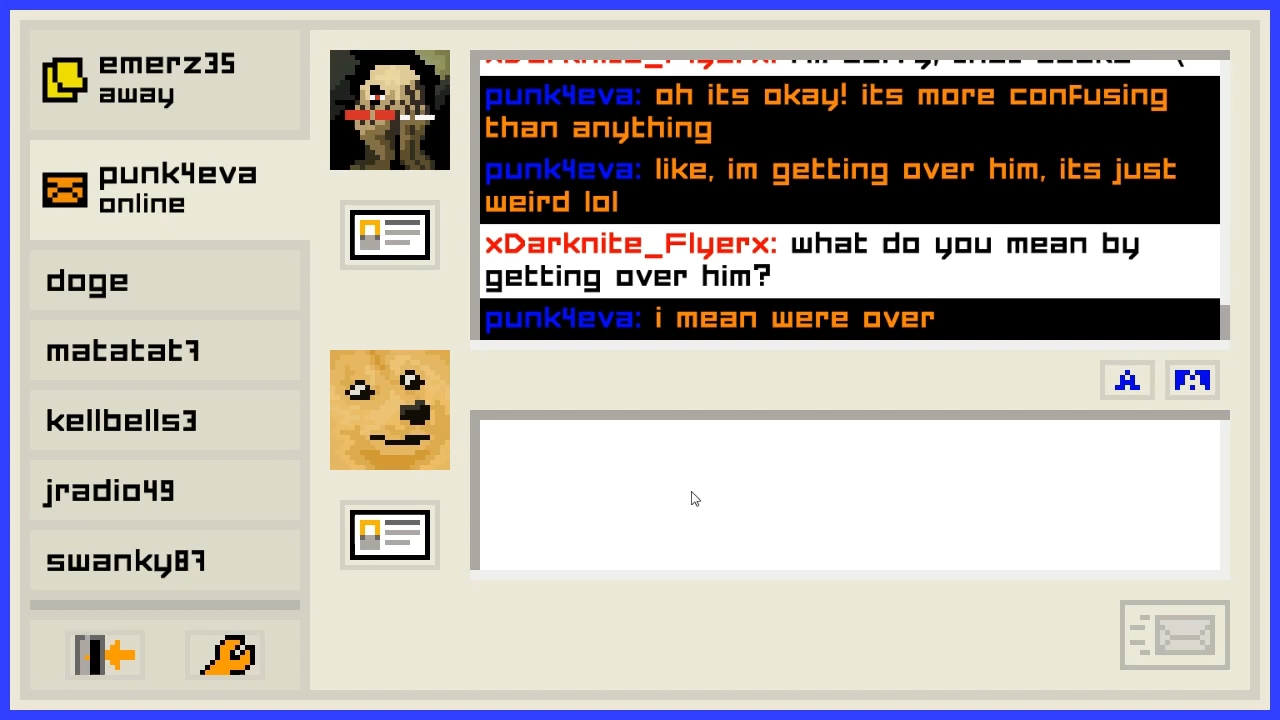 emerz35
away
punk4eva
online
doge
matatat7
kellbells3
jradio49
swanky87
punk4eva: oh its okay! its more confusing
than anything
punk4eva: like, im getting over him, its just
weird lol
xDarknite_Flyerx: what do you mean by
getting over him?
punk4eva: i mean were over
A